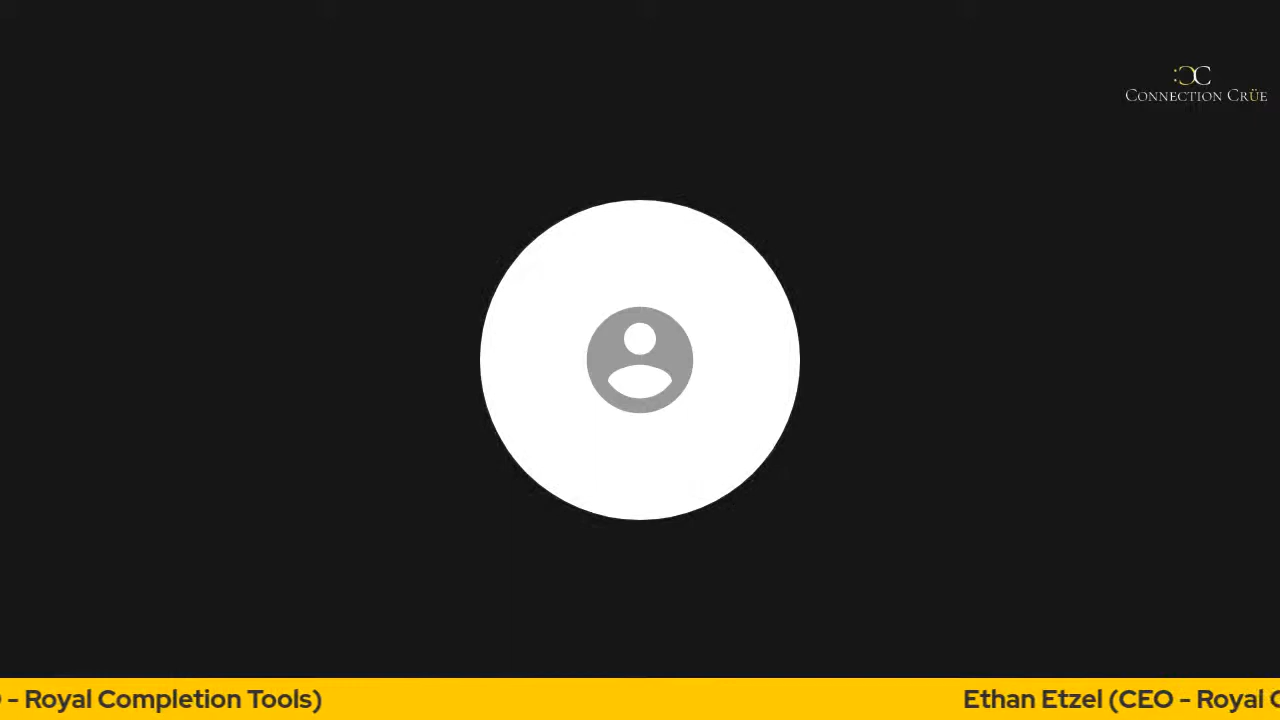 CONNECTION CRÜE
- Royal Completion Tools)
Ethan Etzel (CEO - Royal